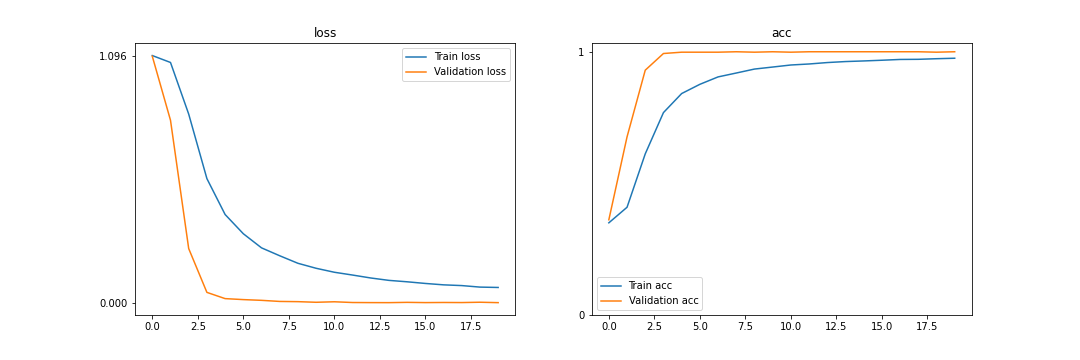 loss
1.096
0.000
Train loss
Validation loss
0.0 2.5 5.0 7.5 10.0 12.5 15.0 17.5
acc
1
0
Train acc
Validation acc
0.0 2.5 5.0 7.5 10.0 12.5 15.0 17.5